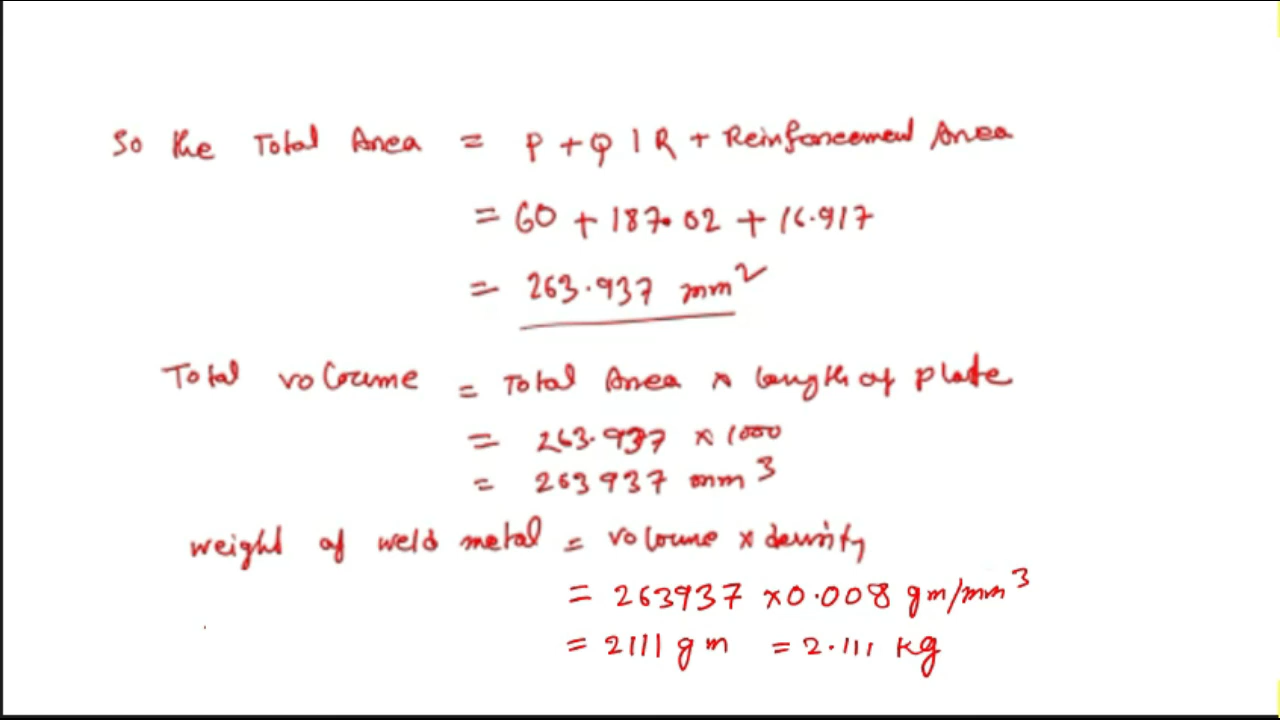 So the Total Area = P + Q | R + Reinforcement Area
= 60 + 187.02 + 16.917
= 263.937 mm²
Total volume = Total Area × length of plate
= 263.937 × 1000
= 263937 mm³
weight of weld metal = volume × density
= 263937 × 0.008 gm/mm³
= 2111 gm = 2.111 kg